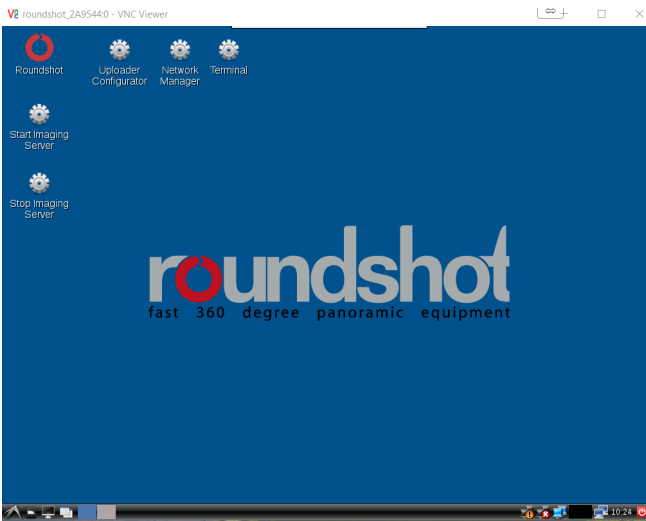 roundshot_2A9544:0 - VNC Viewer
Roundshot
Uploader
Configurator
Network
Manager
Terminal
Start Imaging
Server
Stop Imaging
Server
roundshot
fast 360 degree panoramic equipment
10:24